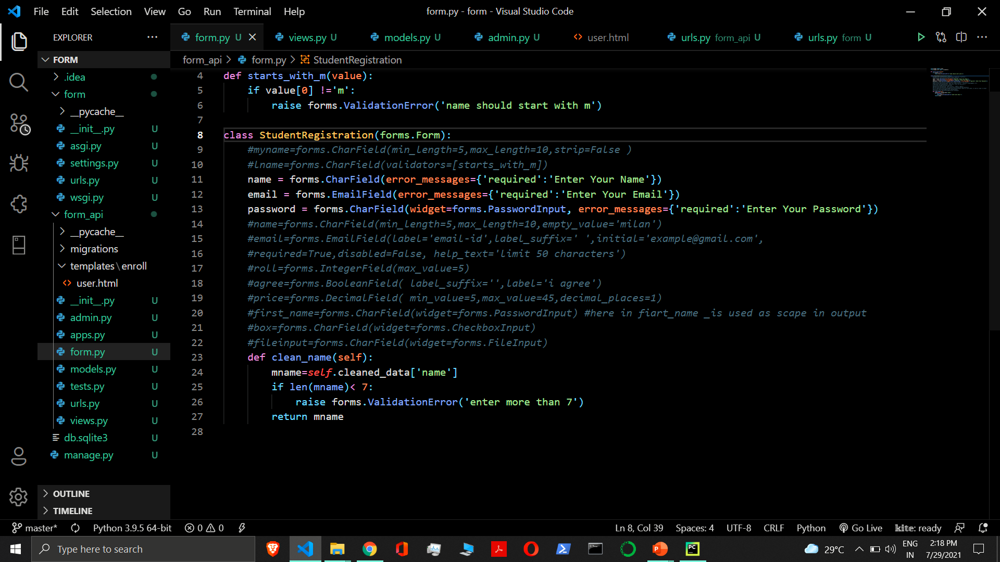 File Edit Selection View Go Run Terminal Help
form.py - form - Visual Studio Code
EXPLORER
form.py U
views.py U
models.py U
admin.py U
user.html
urls.py form_api U
urls.py form U
FORM
form_api > form.py > StudentRegistration
.idea
form
__pycache__
__init__.py U
asgi.py U
settings.py U
urls.py U
wsgi.py U
form_api
__pycache__
migrations
templates\enroll
user.html
__init__.py U
admin.py U
apps.py U
form.py U
models.py U
tests.py U
urls.py U
views.py U
db.sqlite3 U
manage.py U
OUTLINE
TIMELINE
4 def starts_with_m(value):
5 if value[0] !='m':
6 raise forms.ValidationError('name should start with m')
7
8 class StudentRegistration(forms.Form):
9 #myname=forms.CharField(min_length=5,max_length=10,strip=False )
10 #lname=forms.CharField(validators=[starts_with_m])
11 name = forms.CharField(error_messages={'required':'Enter Your Name'})
12 email = forms.EmailField(error_messages={'required':'Enter Your Email'})
13 password = forms.CharField(widget=forms.PasswordInput, error_messages={'required':'Enter Your Password'})
14 #name=forms.CharField(min_length=5,max_length=10,empty_value='milan')
15 #email=forms.EmailField(label='email-id',label_suffix=' ',initial='example@gmail.com',
16 #required=True,disabled=False, help_text='limit 50 characters')
17 #roll=forms.IntegerField(max_value=5)
18 #agree=forms.BooleanField( label_suffix='',label='i agree')
19 #price=forms.DecimalField( min_value=5,max_value=45,decimal_places=1)
20 #first_name=forms.CharField(widget=forms.PasswordInput) #here in fiart_name _is used as scape in output
21 #box=forms.CharField(widget=forms.CheckboxInput)
22 #fileinput=forms.CharField(widget=forms.FileInput)
23 def clean_name(self):
24 mname=self.cleaned_data['name']
25 if len(mname)< 7:
26 raise forms.ValidationError('enter more than 7')
27 return mname
28
master* Python 3.9.5 64-bit 0 0 Ln 8, Col 39 Spaces: 4 UTF-8 CRLF Python Go Live kite: ready
Type here to search
29°C
ENG
IN
2:18 PM
7/29/2021